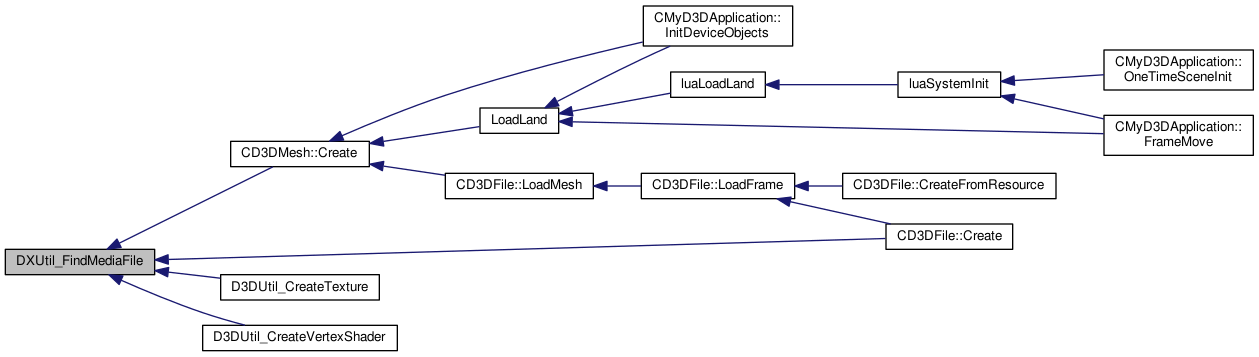 CMyD3DApplication::
InitDeviceObjects
CMyD3DApplication::
OneTimeSceneInit
luaLoadLand
luaSystemInit
LoadLand
CMyD3DApplication::
FrameMove
CD3DMesh::Create
CD3DFile::LoadMesh
CD3DFile::LoadFrame
CD3DFile::CreateFromResource
CD3DFile::Create
DXUtil_FindMediaFile
D3DUtil_CreateTexture
D3DUtil_CreateVertexShader